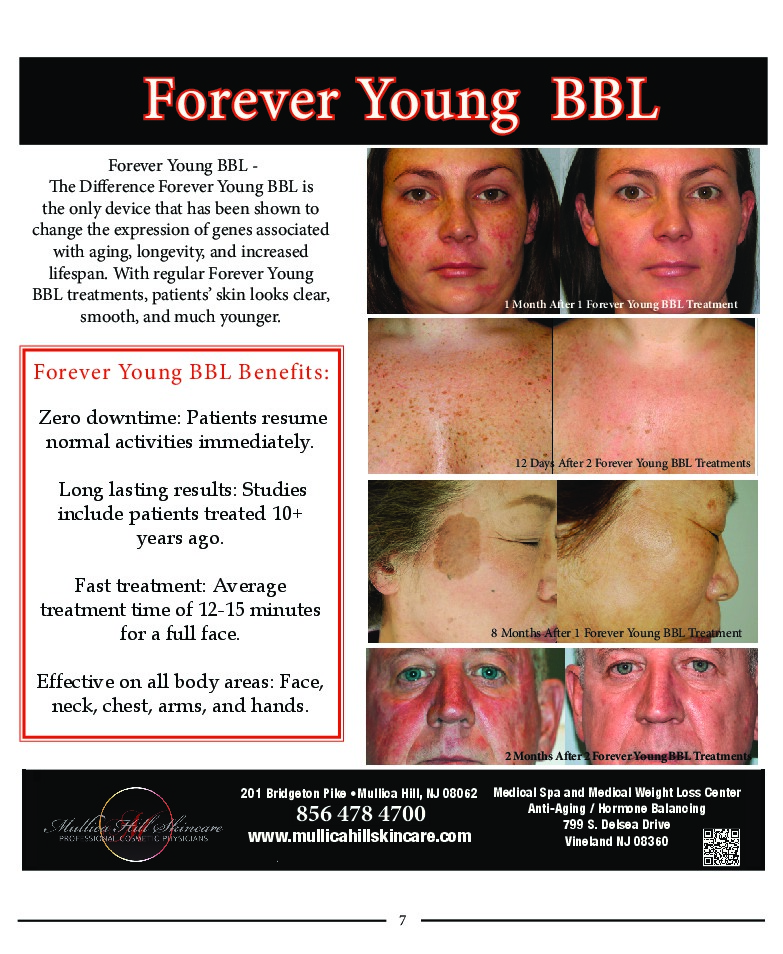 Forever Young BBL
Forever Young BBL -
The Difference Forever Young BBL is
the only device that has been shown to
change the expression of genes associated
with aging, longevity, and increased
lifespan. With regular Forever Young
BBL treatments, patients' skin looks clear,
smooth, and much younger.
Forever Young BBL Benefits:
Zero downtime: Patients resume
normal activities immediately.
Long lasting results: Studies
include patients treated 10+
years ago.
Fast treatment: Average
treatment time of 12-15 minutes
for a full face.
Effective on all body areas: Face,
neck, chest, arms, and hands.
1 Month After 1 Forever Young BBL Treatment
12 Days After 2 Forever Young BBL Treatments
8 Months After 1 Forever Young BBL Treatment
2 Months After 2 Forever Young BBL Treatments
Mullica Hill Skincare
PROFESSIONAL COSMETIC PHYSICIANS
201 Bridgeton Pike • Mullica Hill, NJ 08062
856 478 4700
www.mullicahillskincare.com
Medical Spa and Medical Weight Loss Center
Anti-Aging / Hormone Balancing
799 S. Delsea Drive
Vineland NJ 08360
7